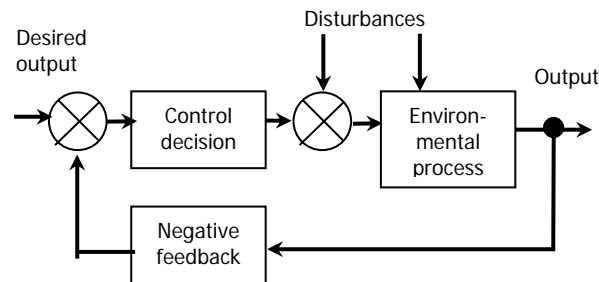 Disturbances
Desired
output
Output
Control
decision
Environ-
mental
process
Negative
feedback